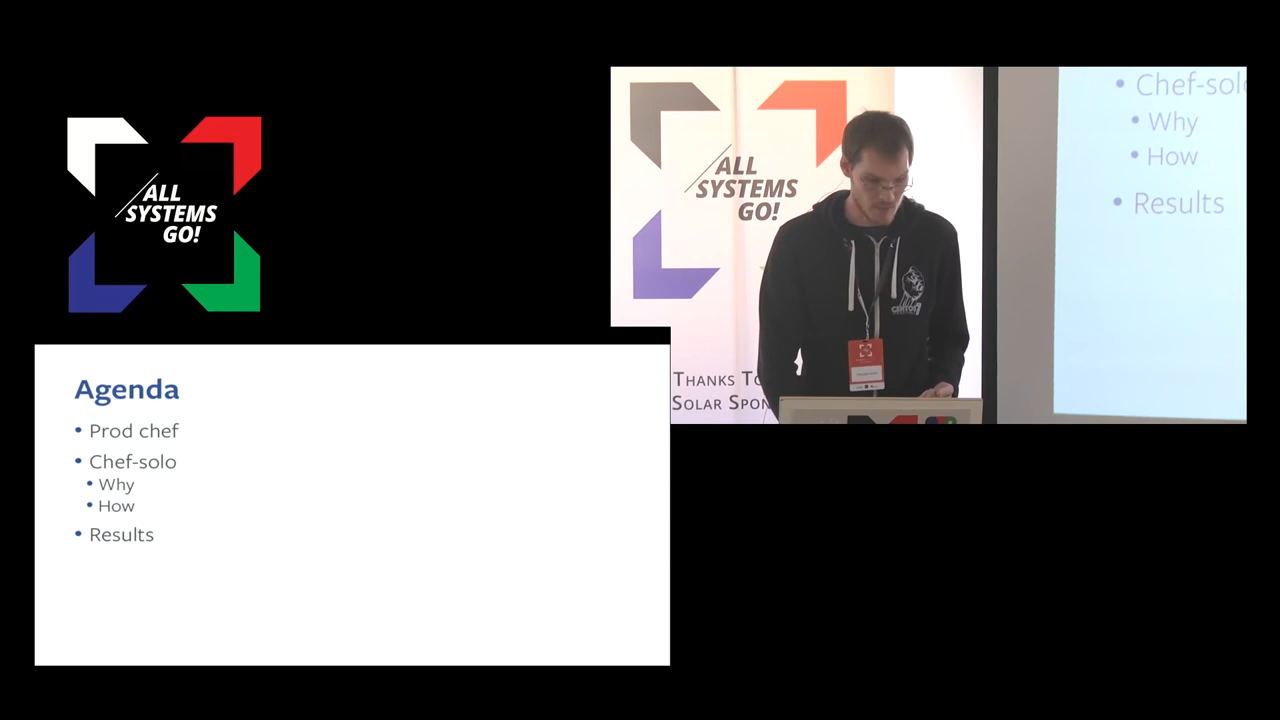 ALL
SYSTEMS
GO!
ALL
SYSTEMS
GO!
THANKS TO
SOLAR SPON
Chef-solo
Why
How
Results
Agenda
• Prod chef
• Chef-solo
• Why
• How
• Results